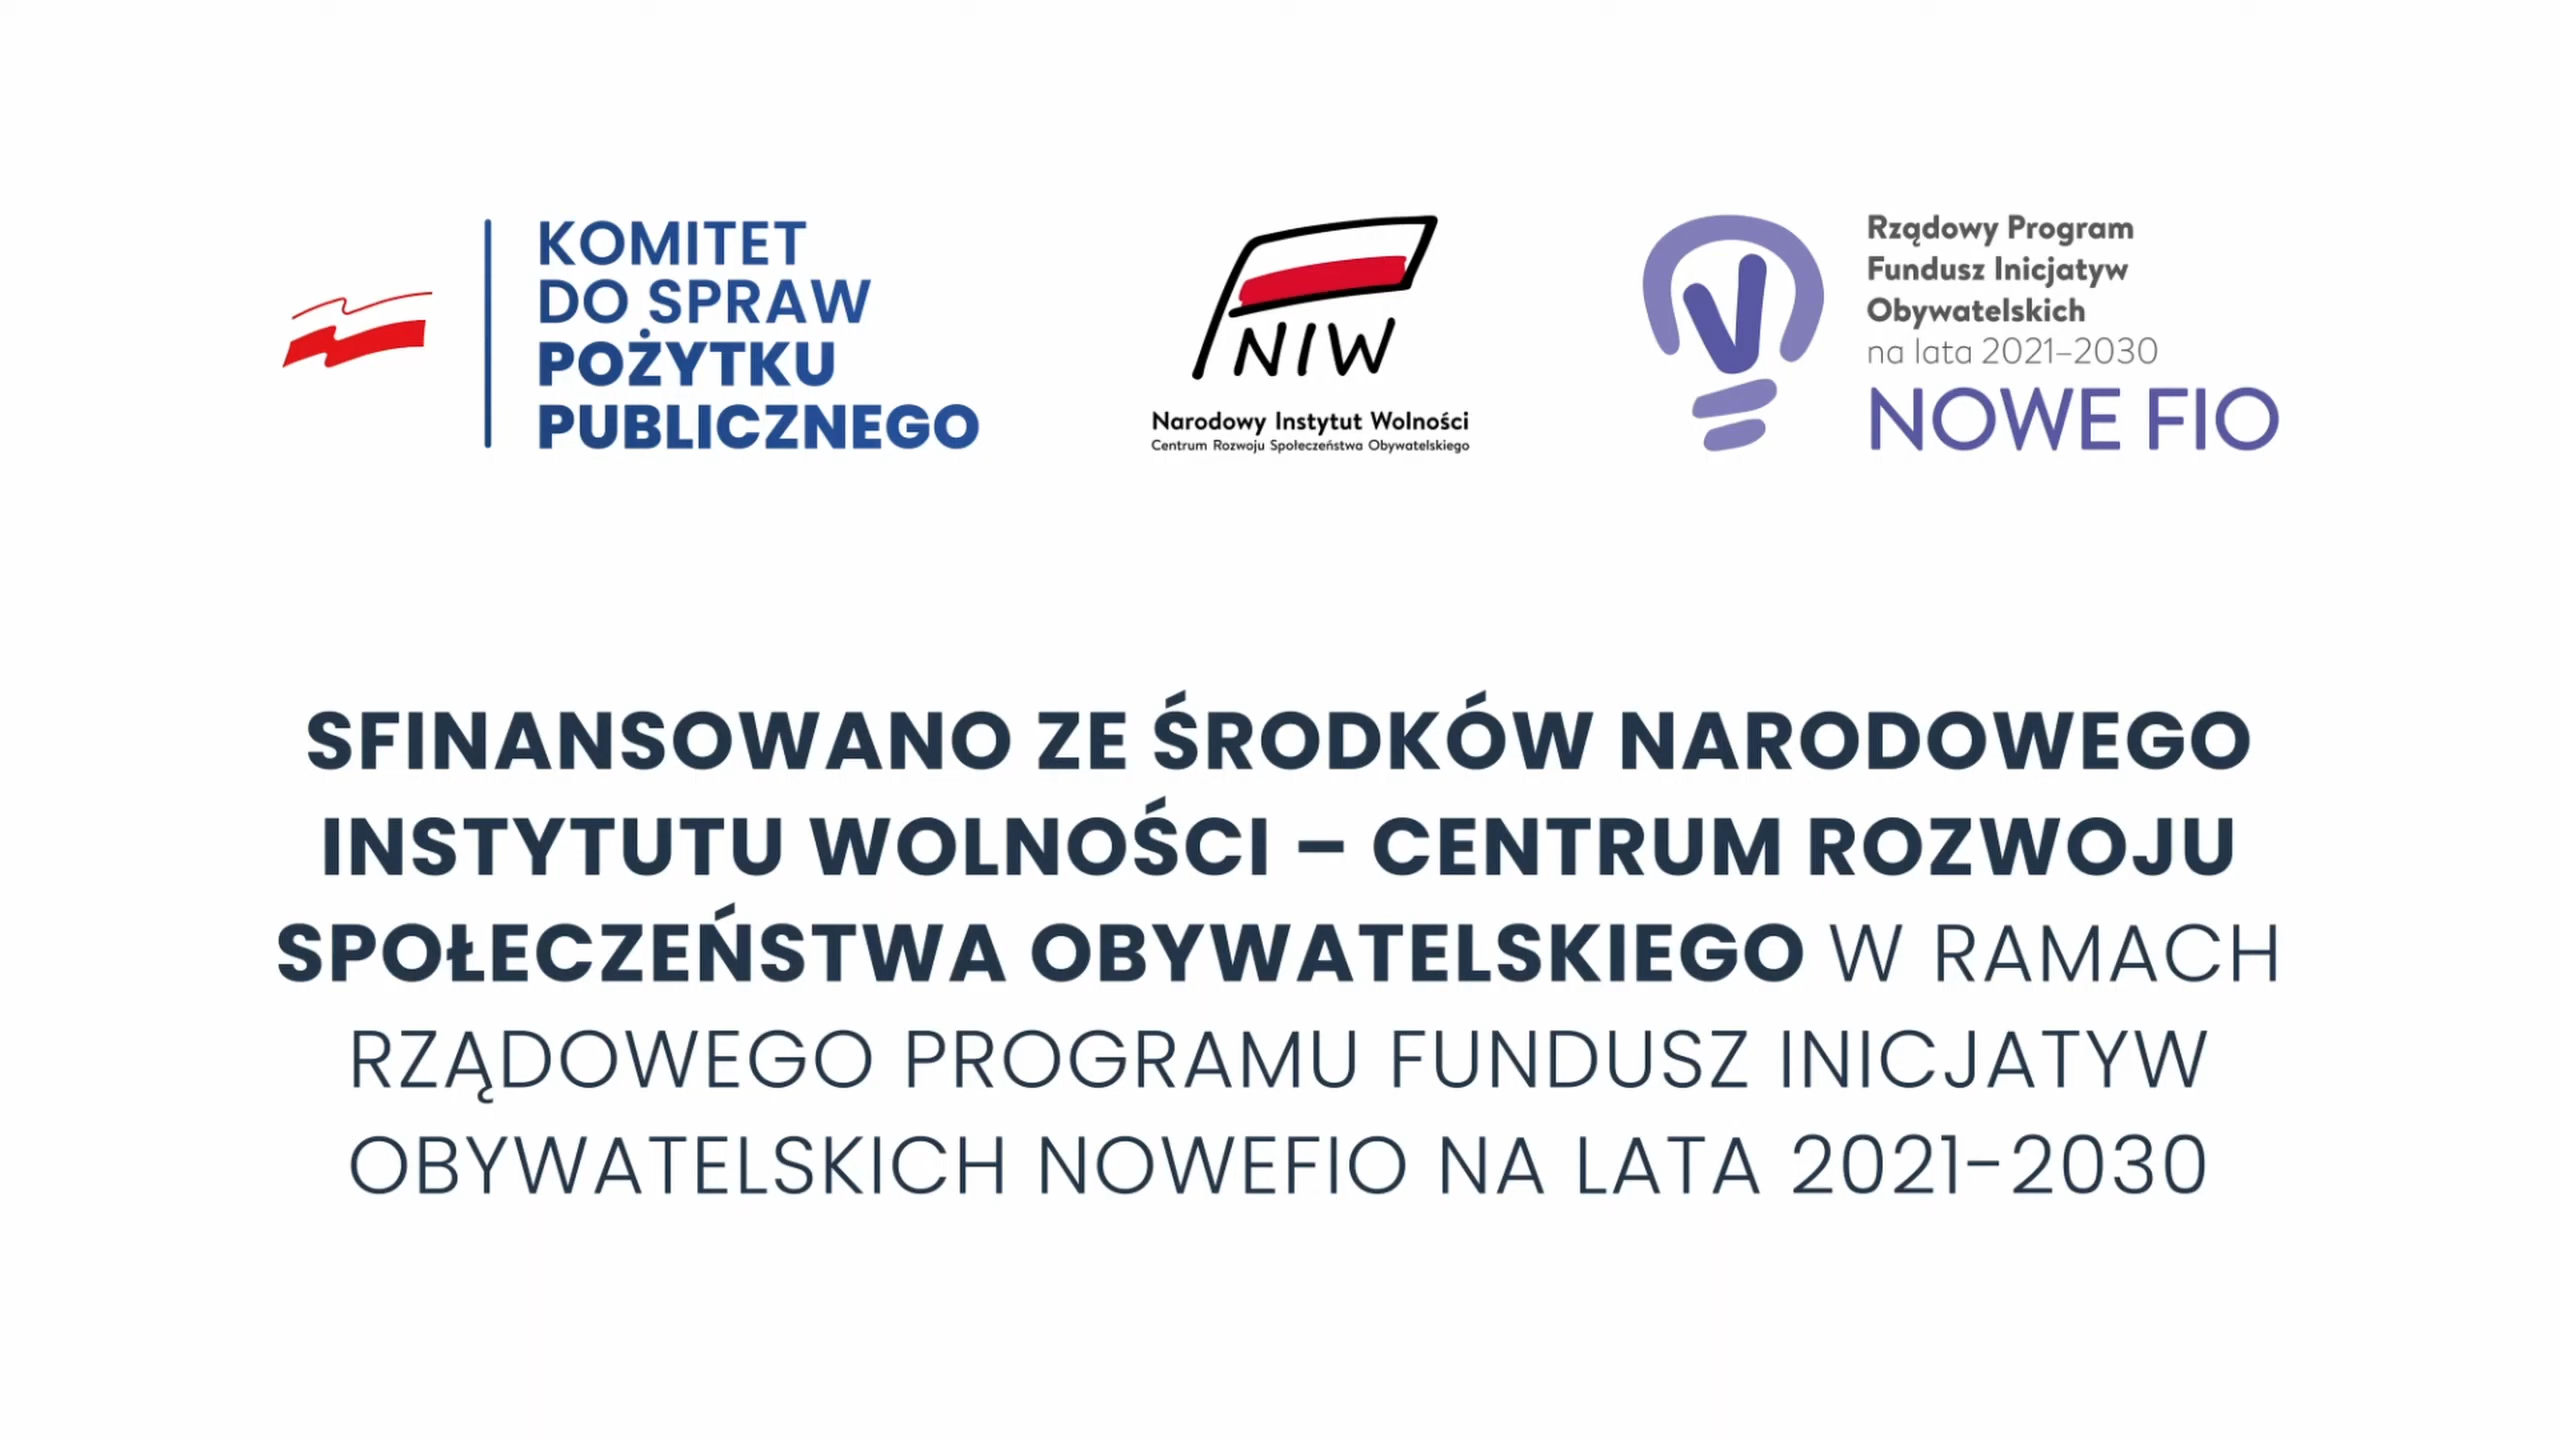 KOMITET
DO SPRAW
POŻYTKU
PUBLICZNEGO
NIW
Narodowy Instytut Wolności
Centrum Rozwoju Społeczeństwa Obywatelskiego
Rządowy Program
Fundusz Inicjatyw
Obywatelskich
na lata 2021–2030
NOWE FIO
SFINANSOWANO ZE ŚRODKÓW NARODOWEGO
INSTYTUTU WOLNOŚCI – CENTRUM ROZWOJU
SPOŁECZEŃSTWA OBYWATELSKIEGO W RAMACH
RZĄDOWEGO PROGRAMU FUNDUSZ INICJATYW
OBYWATELSKICH NOWEFIO NA LATA 2021-2030